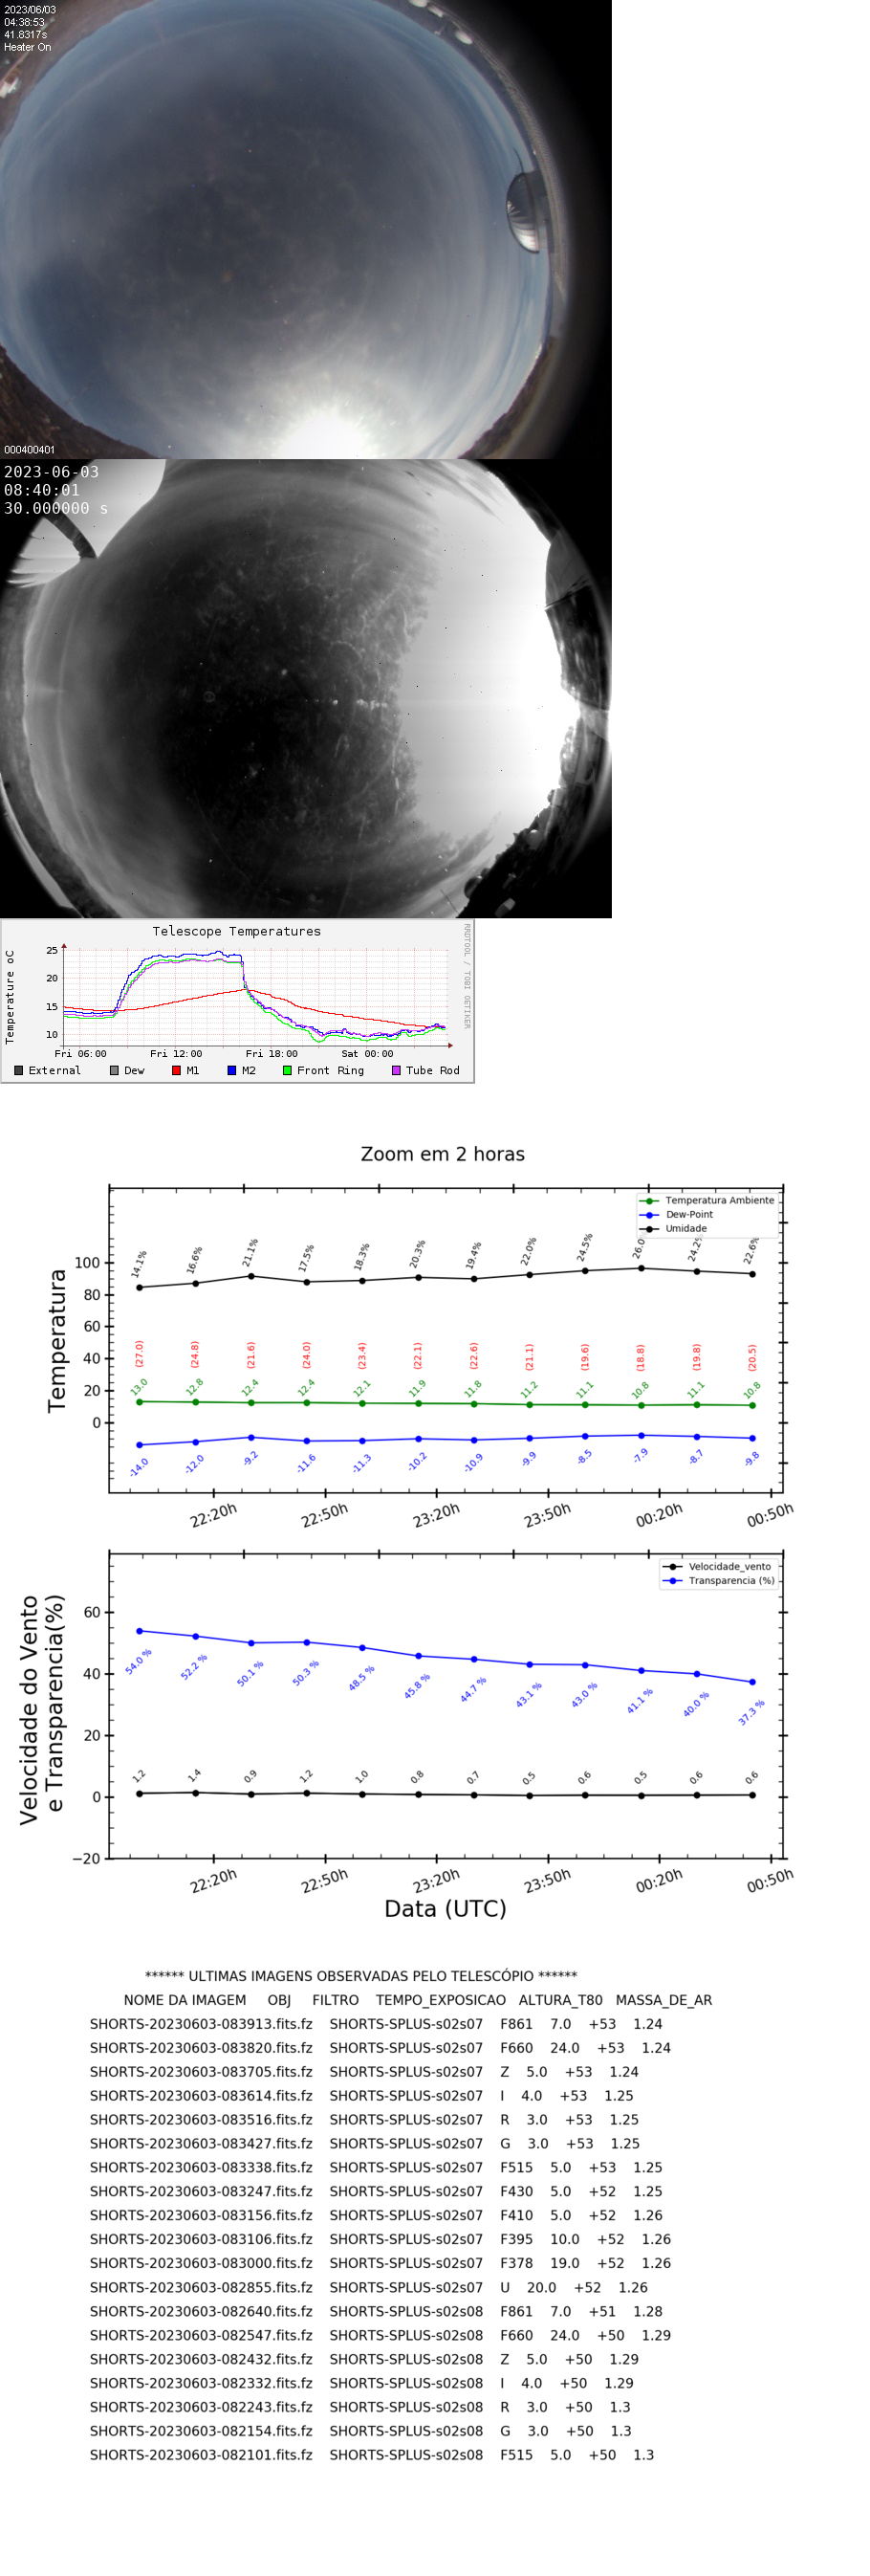 2023/06/03
04:38:53
41.8317s
Heater On
000400401
2023-06-03
08:40:01
30.000000 s
Telescope Temperatures
RRDTOOL / TOBI OETIKER
Temperature oC
25
20
15
10
Fri 06:00 Fri 12:00 Fri 18:00 Sat 00:00
External Dew M1 M2 Front Ring Tube Rod
Zoom em 2 horas
Temperatura Ambiente
Dew-Point
Umidade
Temperatura
100
80
60
40
20
0
14.1% 16.6% 21.1% 17.5% 18.3% 20.3% 19.4% 22.0% 24.5% 26.0 24.2% 22.6%
(27.0) (24.8) (21.6) (24.0) (23.4) (22.1) (22.6) (21.1) (19.6) (18.8) (19.8) (20.5)
13.0 12.8 12.4 12.4 12.1 11.9 11.8 11.2 11.1 10.8 11.1 10.8
-14.0 -12.0 -9.2 -11.6 -11.3 -10.2 -10.9 -9.9 -8.5 -7.9 -8.7 -9.8
22:20h 22:50h 23:20h 23:50h 00:20h 00:50h
Velocidade_vento
Transparencia (%)
Velocidade do Vento
e Transparencia(%)
60
40
20
0
−20
54.0 % 52.2 % 50.1 % 50.3 % 48.5 % 45.8 % 44.7 % 43.1 % 43.0 % 41.1 % 40.0 % 37.3 %
1.2 1.4 0.9 1.2 1.0 0.8 0.7 0.5 0.6 0.5 0.6 0.6
22:20h 22:50h 23:20h 23:50h 00:20h 00:50h
Data (UTC)
****** ULTIMAS IMAGENS OBSERVADAS PELO TELESCÓPIO ******
NOME DA IMAGEM OBJ FILTRO TEMPO_EXPOSICAO ALTURA_T80 MASSA_DE_AR
SHORTS-20230603-083913.fits.fz SHORTS-SPLUS-s02s07 F861 7.0 +53 1.24
SHORTS-20230603-083820.fits.fz SHORTS-SPLUS-s02s07 F660 24.0 +53 1.24
SHORTS-20230603-083705.fits.fz SHORTS-SPLUS-s02s07 Z 5.0 +53 1.24
SHORTS-20230603-083614.fits.fz SHORTS-SPLUS-s02s07 I 4.0 +53 1.25
SHORTS-20230603-083516.fits.fz SHORTS-SPLUS-s02s07 R 3.0 +53 1.25
SHORTS-20230603-083427.fits.fz SHORTS-SPLUS-s02s07 G 3.0 +53 1.25
SHORTS-20230603-083338.fits.fz SHORTS-SPLUS-s02s07 F515 5.0 +53 1.25
SHORTS-20230603-083247.fits.fz SHORTS-SPLUS-s02s07 F430 5.0 +52 1.25
SHORTS-20230603-083156.fits.fz SHORTS-SPLUS-s02s07 F410 5.0 +52 1.26
SHORTS-20230603-083106.fits.fz SHORTS-SPLUS-s02s07 F395 10.0 +52 1.26
SHORTS-20230603-083000.fits.fz SHORTS-SPLUS-s02s07 F378 19.0 +52 1.26
SHORTS-20230603-082855.fits.fz SHORTS-SPLUS-s02s07 U 20.0 +52 1.26
SHORTS-20230603-082640.fits.fz SHORTS-SPLUS-s02s08 F861 7.0 +51 1.28
SHORTS-20230603-082547.fits.fz SHORTS-SPLUS-s02s08 F660 24.0 +50 1.29
SHORTS-20230603-082432.fits.fz SHORTS-SPLUS-s02s08 Z 5.0 +50 1.29
SHORTS-20230603-082332.fits.fz SHORTS-SPLUS-s02s08 I 4.0 +50 1.29
SHORTS-20230603-082243.fits.fz SHORTS-SPLUS-s02s08 R 3.0 +50 1.3
SHORTS-20230603-082154.fits.fz SHORTS-SPLUS-s02s08 G 3.0 +50 1.3
SHORTS-20230603-082101.fits.fz SHORTS-SPLUS-s02s08 F515 5.0 +50 1.3